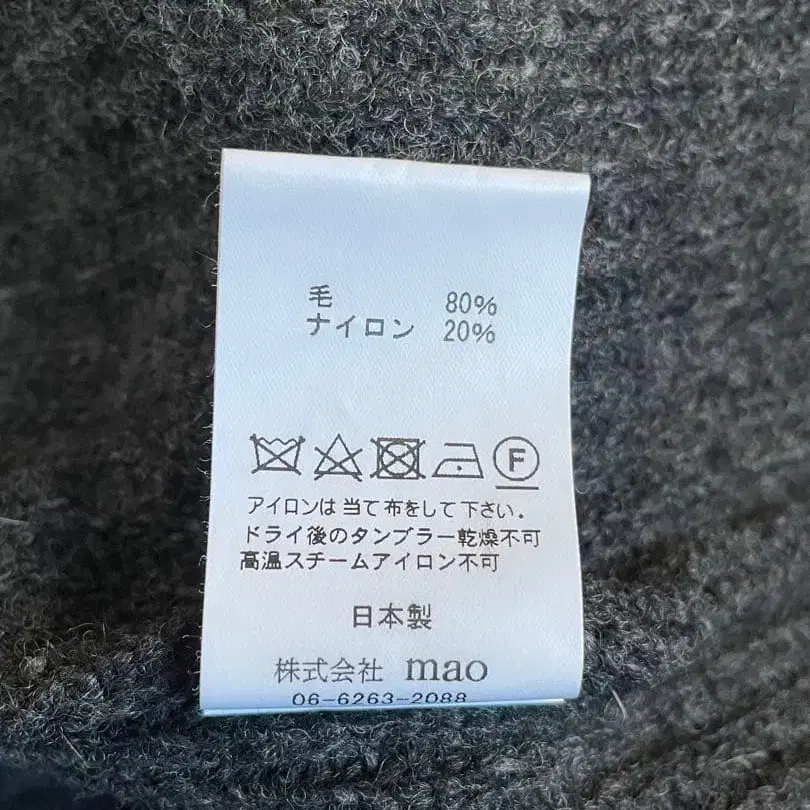 毛 80%
ナイロン 20%
F
アイロンは当て布をして下さい。
ドライ後のタンブラー乾燥不可
高温スチームアイロン不可
日本製
株式会社 mao
06-6263-2088